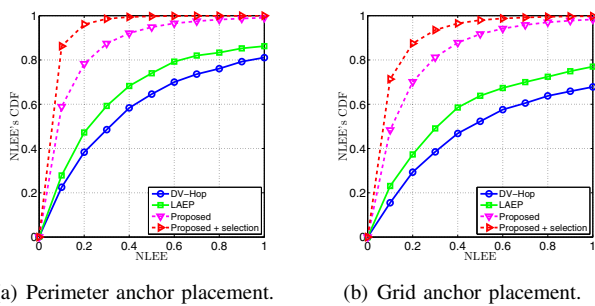 1
0.8
0.6
0.4
0.2
0
NLEE's CDF
0 0.2 0.4 0.6 0.8 1
NLEE
DV-Hop
LAEP
Proposed
Proposed + selection
a) Perimeter anchor placement.
1
0.8
0.6
0.4
0.2
0
NLEE's CDF
0 0.2 0.4 0.6 0.8 1
NLEE
DV-Hop
LAEP
Proposed
Proposed + selection
(b) Grid anchor placement.